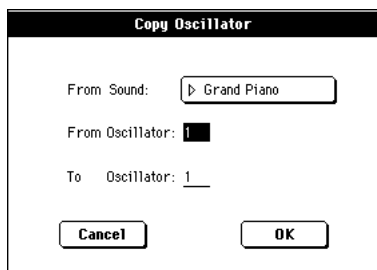 Copy Oscillator
From Sound: Grand Piano
From Oscillator: 1
To Oscillator: 1
Cancel OK